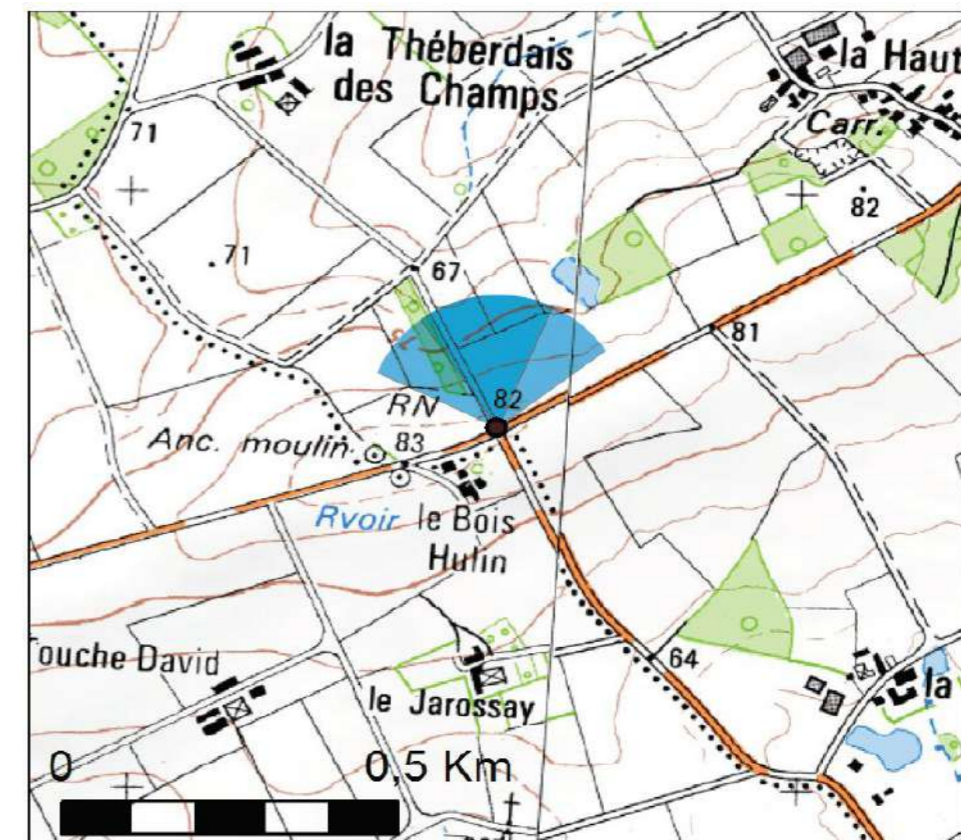 la Théberdais
des Champs
la Haut
Carr.
71
82
71
67
81
RN
82
Anc. moulin
83
Rvoir
le Bois
Hulin
64
ouche David
la
le Jarossay
0
0,5 Km